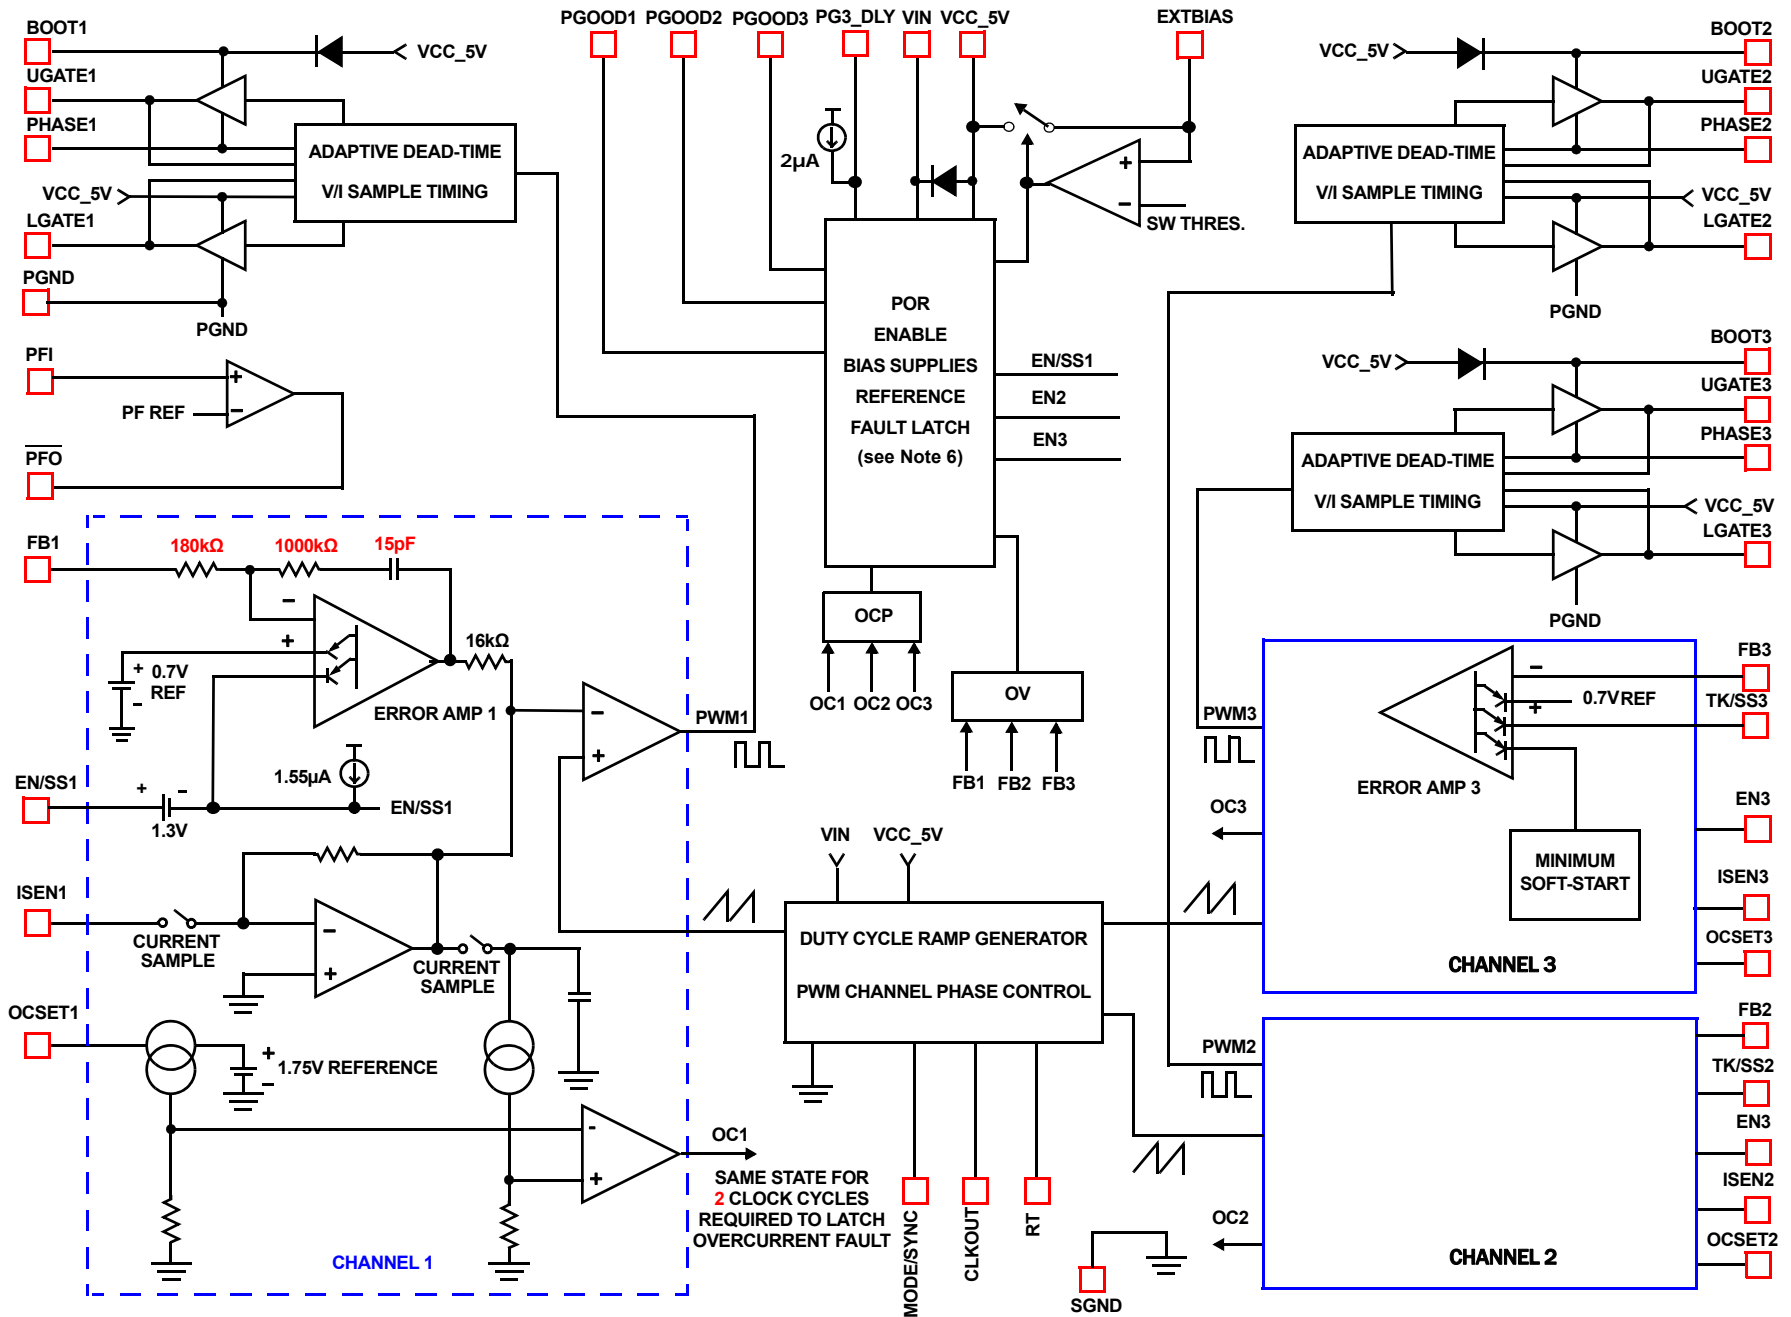 BOOT1
VCC_5V
UGATE1
PHASE1
ADAPTIVE DEAD-TIME
V/I SAMPLE TIMING
VCC_5V
LGATE1
PGND
PGND
PFI
+
PF REF
−
PFO
PGOOD1
PGOOD2
PGOOD3
PG3_DLY
VIN
VCC_5V
EXTBIAS
2µA
+
−
SW THRES.
POR
ENABLE
BIAS SUPPLIES
REFERENCE
FAULT LATCH
(see Note 6)
EN/SS1
EN2
EN3
OCP
OC1
OC2
OC3
OV
FB1
FB2
FB3
BOOT2
VCC_5V
UGATE2
PHASE2
ADAPTIVE DEAD-TIME
V/I SAMPLE TIMING
VCC_5V
LGATE2
PGND
BOOT3
VCC_5V
UGATE3
PHASE3
ADAPTIVE DEAD-TIME
V/I SAMPLE TIMING
VCC_5V
LGATE3
PGND
FB1
180kΩ
1000kΩ
15pF
−
+
16kΩ
+
0.7V
REF
−
ERROR AMP 1
−
+
PWM1
1.55µA
EN/SS1
+
−
1.3V
EN/SS1
ISEN1
CURRENT
SAMPLE
−
+
CURRENT
SAMPLE
OCSET1
+
1.75V REFERENCE
−
-
+
OC1
SAME STATE FOR
2 CLOCK CYCLES
REQUIRED TO LATCH
OVERCURRENT FAULT
CHANNEL 1
VIN
VCC_5V
DUTY CYCLE RAMP GENERATOR
PWM CHANNEL PHASE CONTROL
MODE/SYNC
CLKOUT
RT
SGND
PWM3
OC3
−
0.7V REF
+
ERROR AMP 3
MINIMUM
SOFT-START
CHANNEL 3
FB3
TK/SS3
EN3
ISEN3
OCSET3
PWM2
OC2
CHANNEL 2
FB2
TK/SS2
EN3
ISEN2
OCSET2